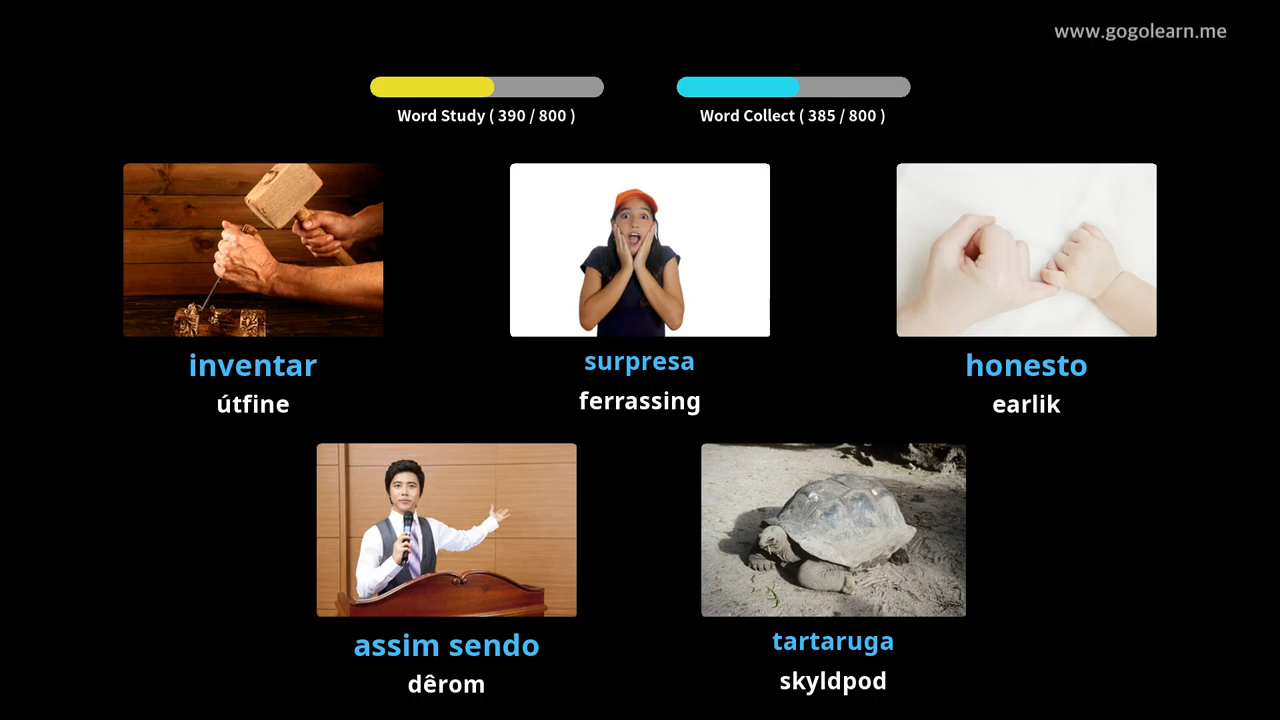 www.gogolearn.me
Word Study ( 390 / 800 )
Word Collect ( 385 / 800 )
inventar
útfine
surpresa
ferrassing
honesto
earlik
assim sendo
dêrom
tartaruga
skyldpod